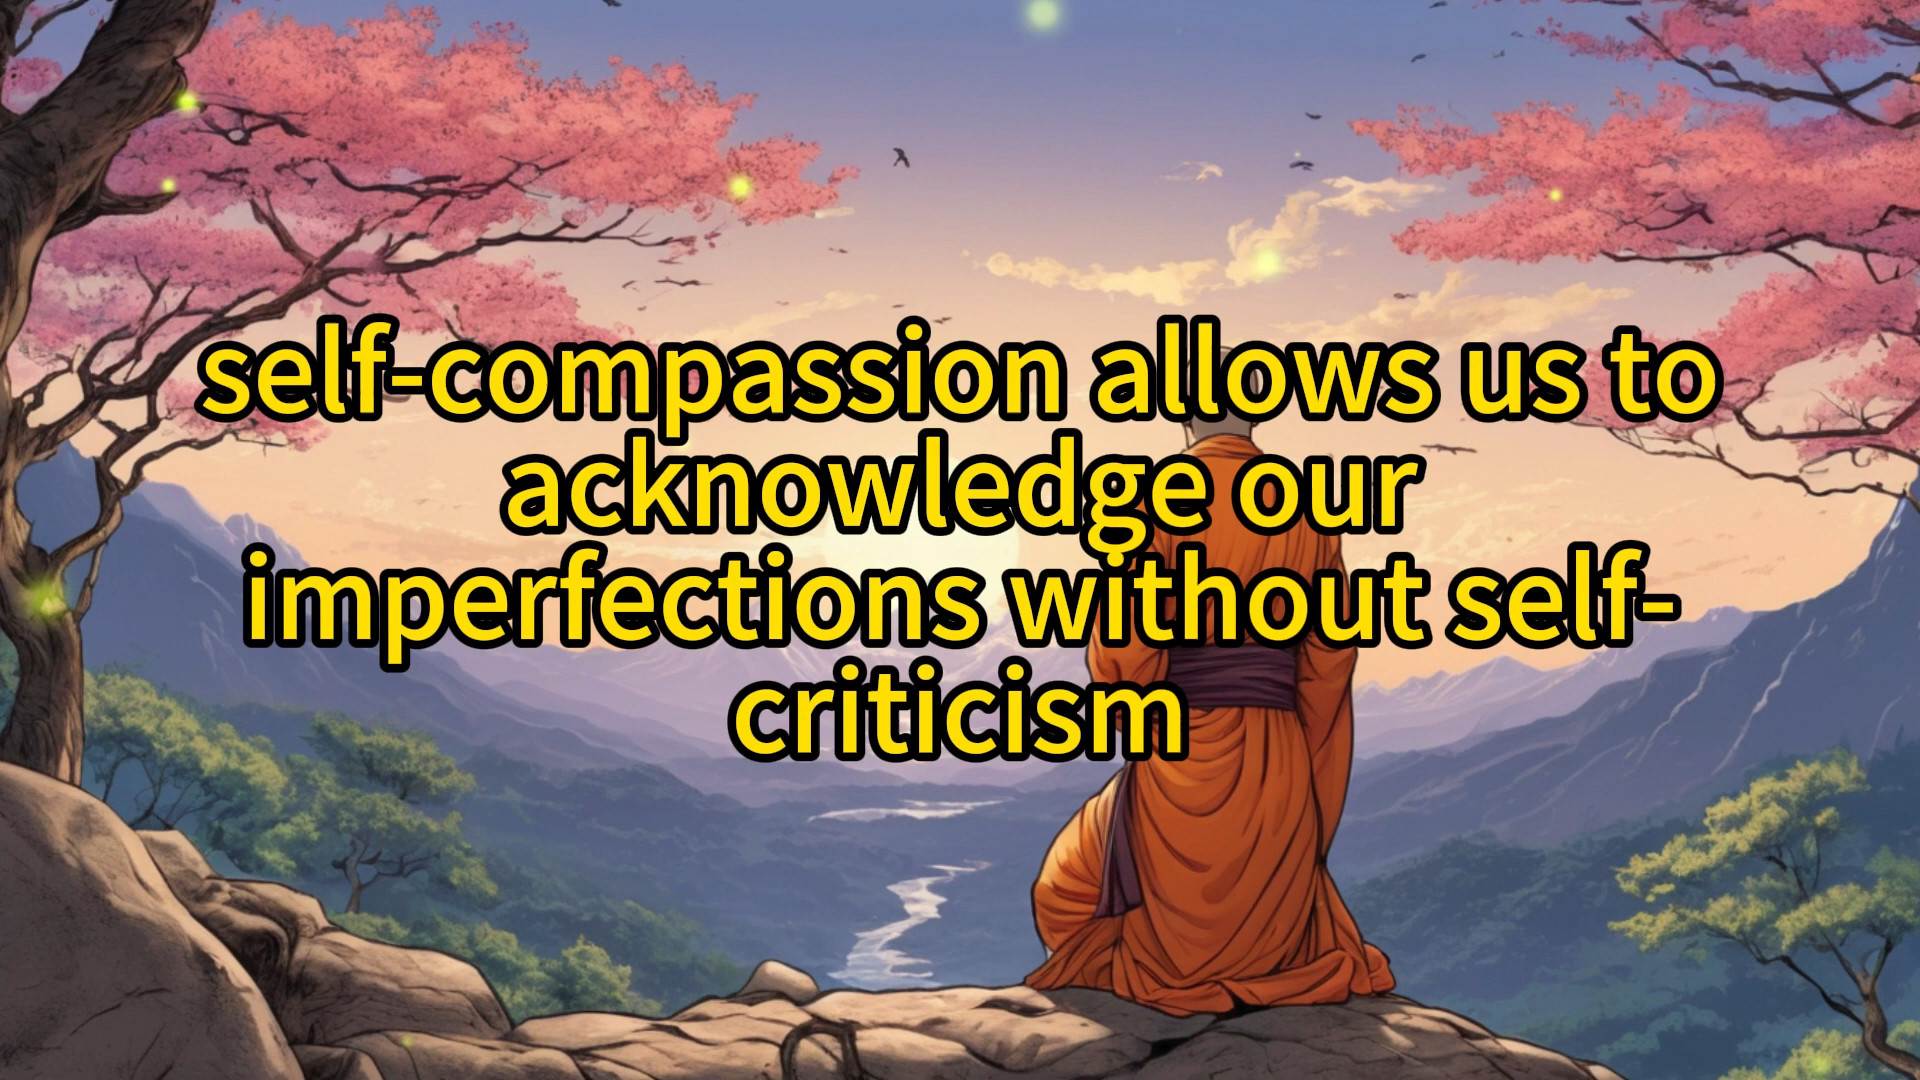 self-compassion allows us to
acknowledge our
imperfections without self-
criticism